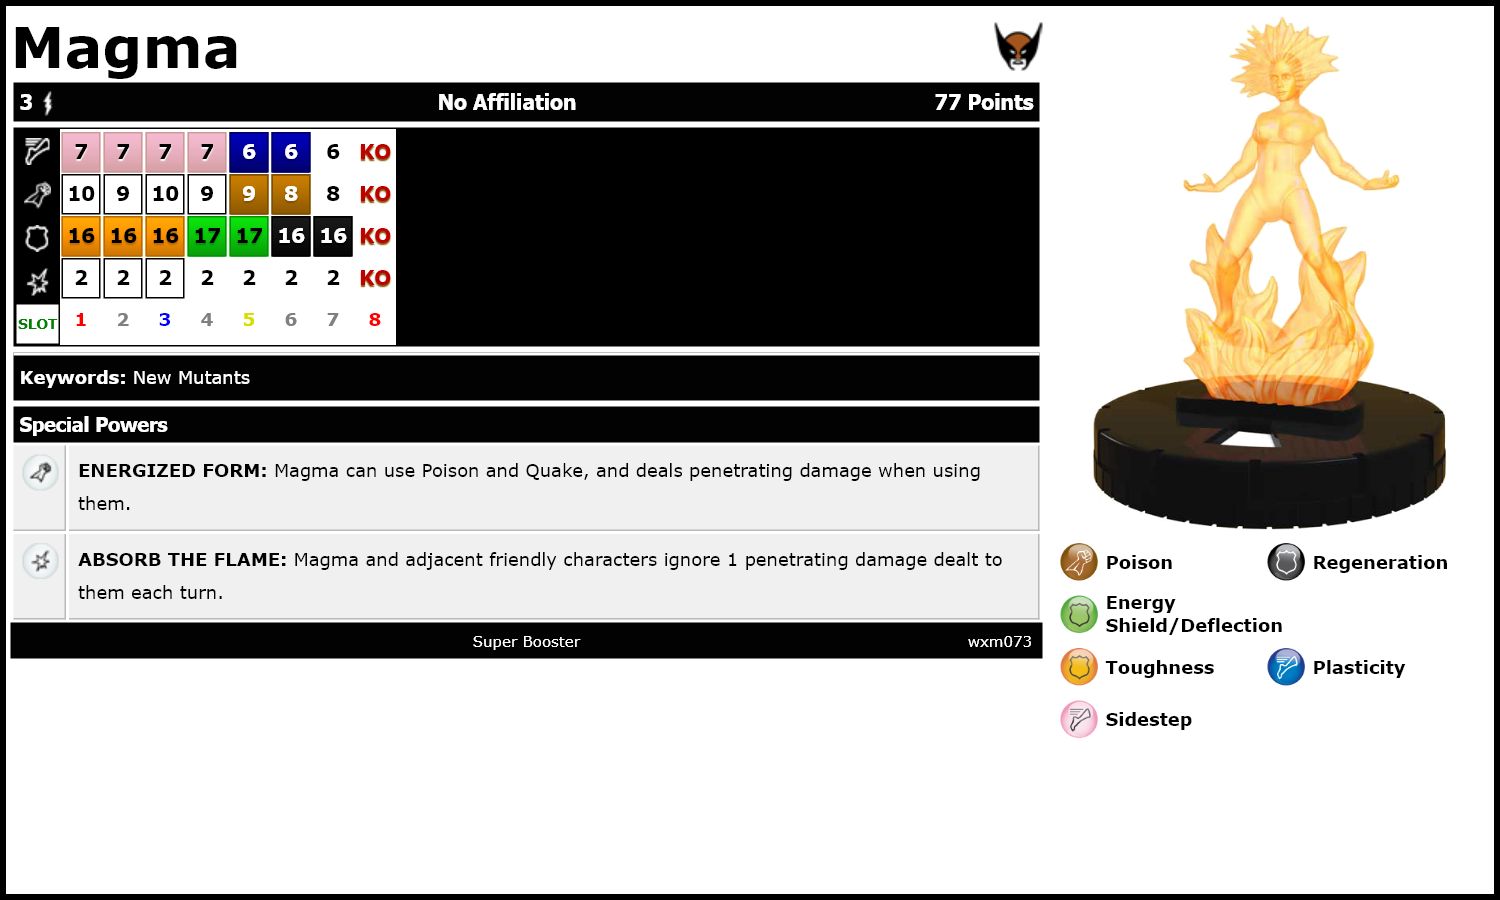 Magma
3 No Affiliation 77 Points
7 7 7 7 6 6 6 KO
10 9 10 9 9 8 8 KO
16 16 16 17 17 16 16 KO
2 2 2 2 2 2 2 KO
SLOT 1 2 3 4 5 6 7 8
Keywords: New Mutants
Special Powers
ENERGIZED FORM: Magma can use Poison and Quake, and deals penetrating damage when using
them.
ABSORB THE FLAME: Magma and adjacent friendly characters ignore 1 penetrating damage dealt to
them each turn.
Super Booster wxm073
Poison Regeneration
Energy
Shield/Deflection
Toughness Plasticity
Sidestep